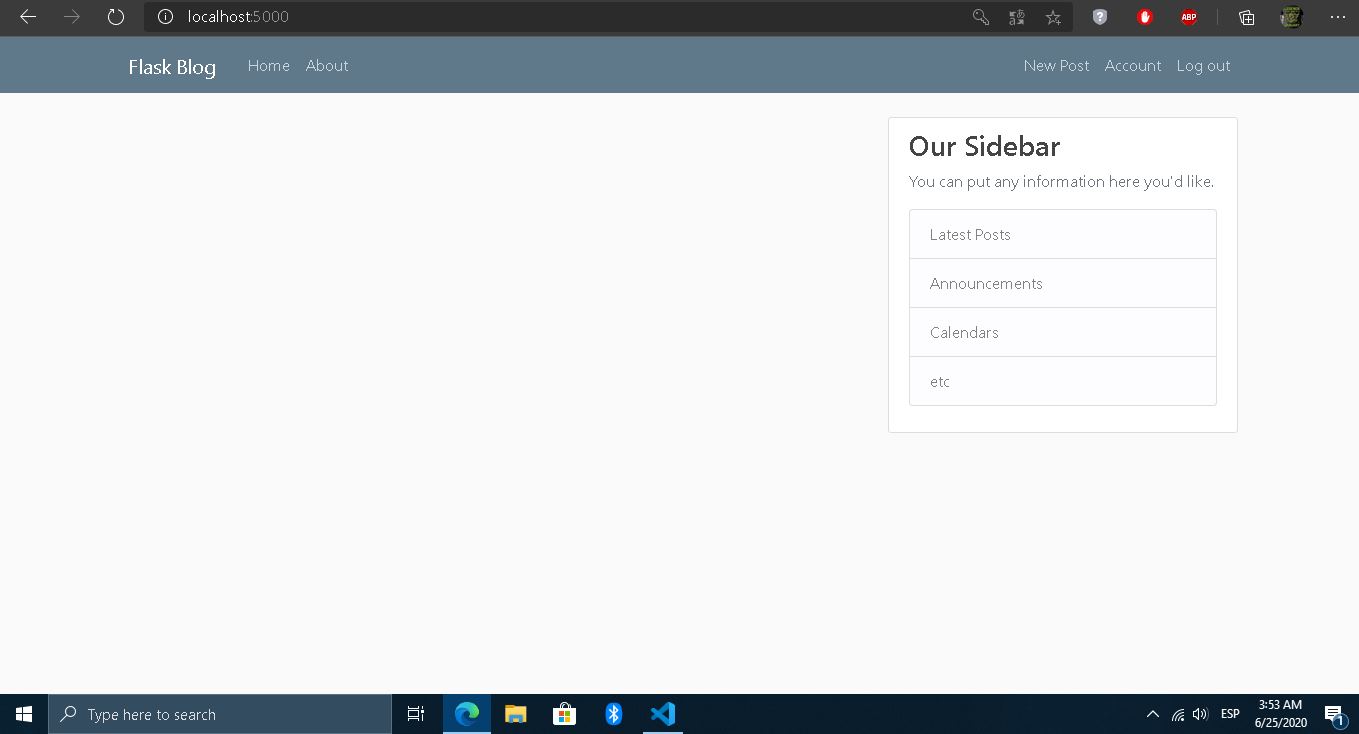 localhost:5000
ABP
Flask Blog Home About New Post Account Log out
Our Sidebar
You can put any information here you'd like.
Latest Posts
Announcements
Calendars
etc
Type here to search
ESP
3:53 AM
6/25/2020
1